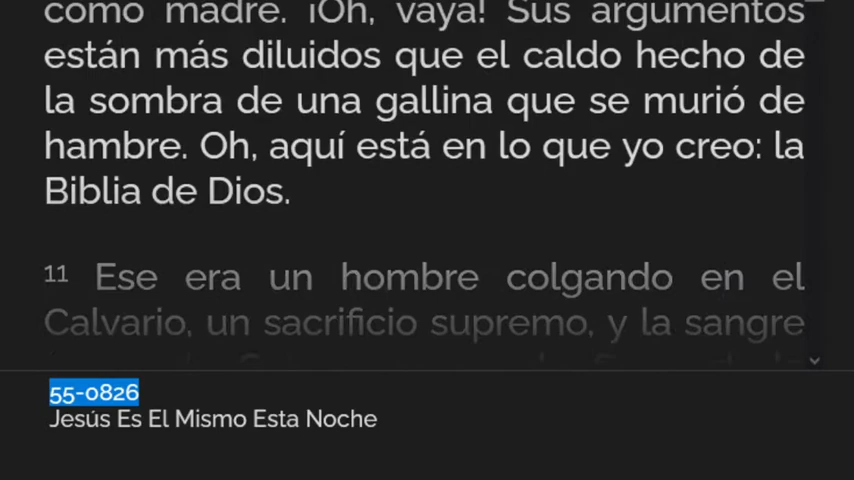 como madre. ¡Oh, vaya! Sus argumentos
están más diluidos que el caldo hecho de
la sombra de una gallina que se murió de
hambre. Oh, aquí está en lo que yo creo: la
Biblia de Dios.
11 Ese era un hombre colgando en el
Calvario, un sacrificio supremo, y la sangre
55-0826
Jesús Es El Mismo Esta Noche